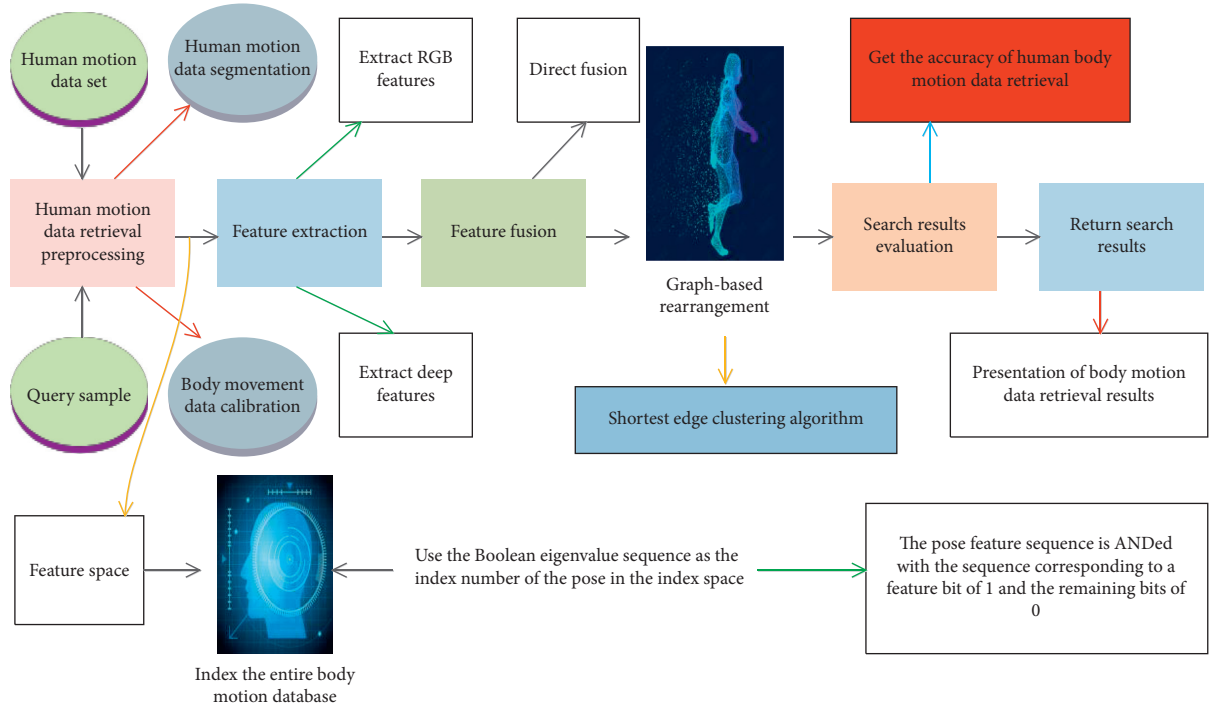 Human motion
data set
Human motion
data segmentation
Extract RGB
features
Direct fusion
Get the accuracy of human body
motion data retrieval
Human motion
data retrieval
preprocessing
Feature extraction
Feature fusion
Graph-based
rearrangement
Search results
evaluation
Return search
results
Query sample
Body movement
data calibration
Extract deep
features
Shortest edge clustering algorithm
Presentation of body motion
data retrieval results
Feature space
Index the entire body
motion database
Use the Boolean eigenvalue sequence as the
index number of the pose in the index space
The pose feature sequence is ANDed
with the sequence corresponding to a
feature bit of 1 and the remaining bits of
0